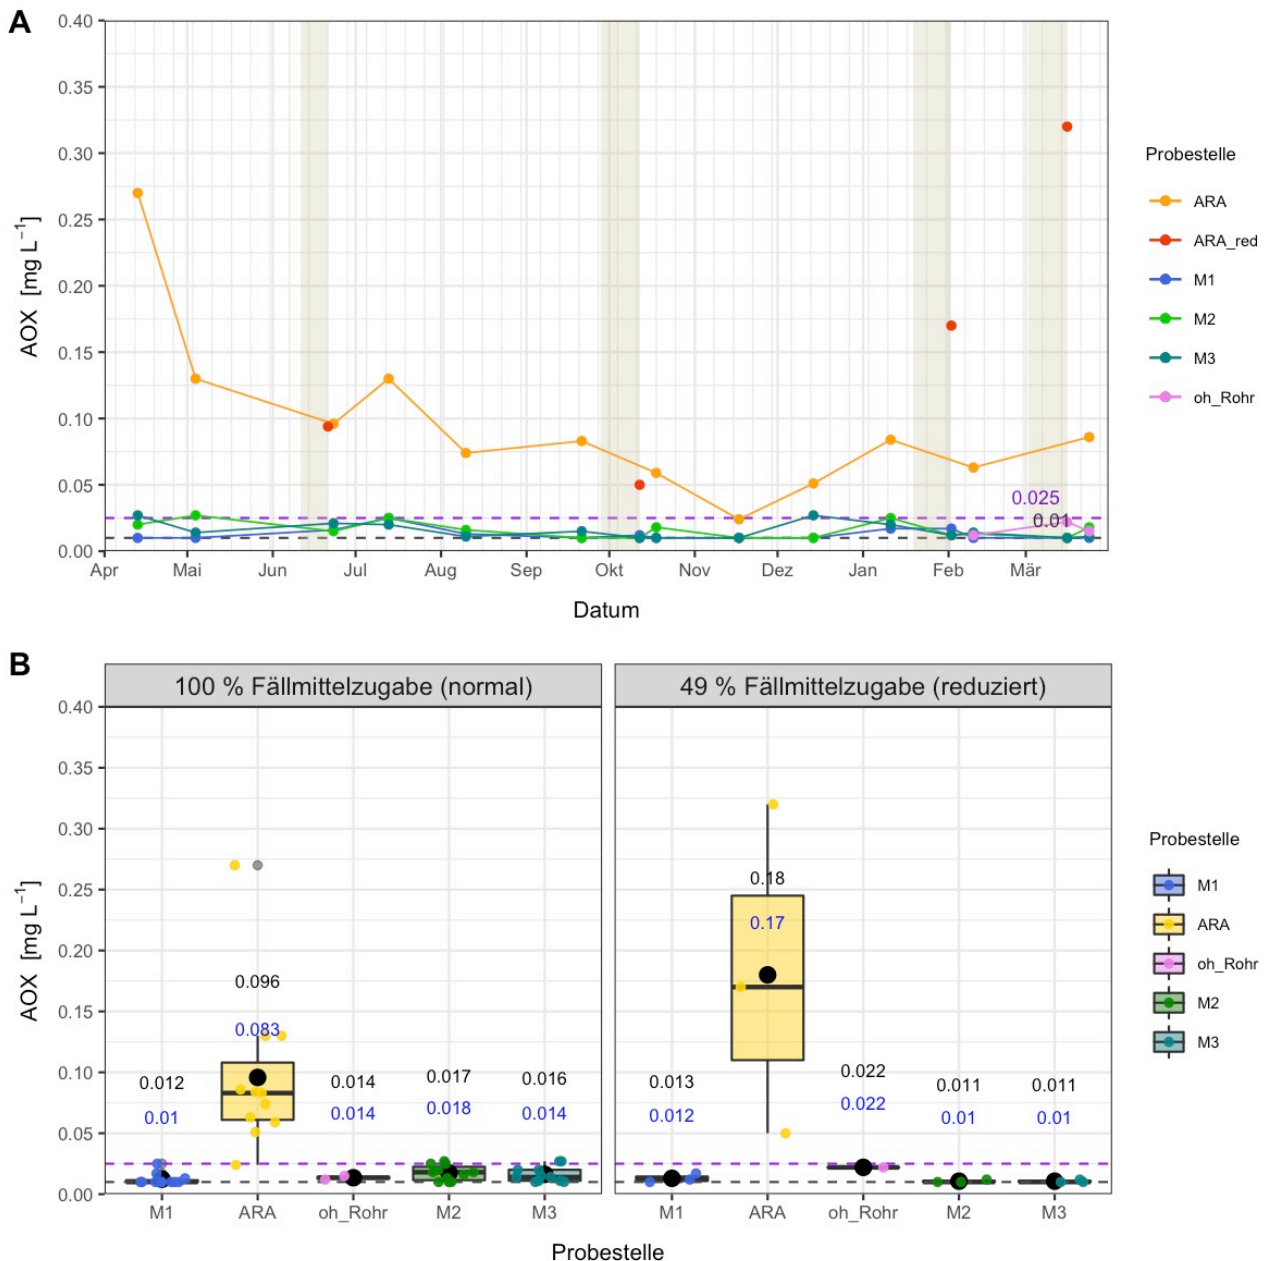 A
0.40
0.35
0.30
0.25
0.20
0.15
0.10
0.05
0.00
AOX [mg L⁻¹]
0.025
0.01
Apr Mai Jun Jul Aug Sep Okt Nov Dez Jan Feb Mär
Datum
Probestelle
ARA
ARA_red
M1
M2
M3
oh_Rohr
B
100 % Fällmittelzugabe (normal)
49 % Fällmittelzugabe (reduziert)
0.40
0.35
0.30
0.25
0.20
0.15
0.10
0.05
0.00
AOX [mg L⁻¹]
0.012
0.01
0.096
0.083
0.014
0.014
0.017
0.018
0.016
0.014
0.013
0.012
0.18
0.17
0.022
0.022
0.011
0.01
0.011
0.01
M1 ARA oh_Rohr M2 M3
M1 ARA oh_Rohr M2 M3
Probestelle
Probestelle
M1
ARA
oh_Rohr
M2
M3